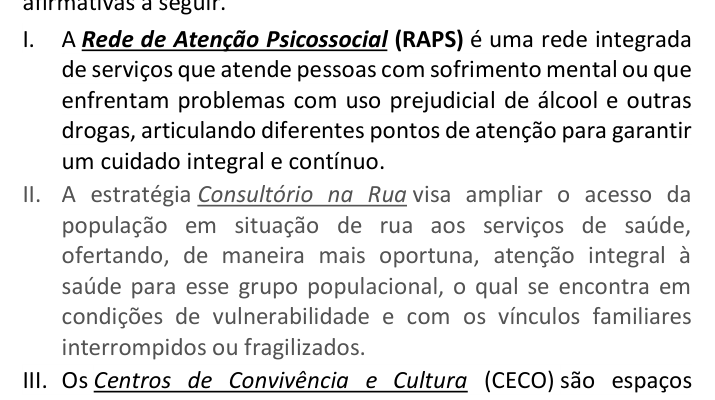 afirmativas a seguir.
I. A Rede de Atenção Psicossocial (RAPS) é uma rede integrada
de serviços que atende pessoas com sofrimento mental ou que
enfrentam problemas com uso prejudicial de álcool e outras
drogas, articulando diferentes pontos de atenção para garantir
um cuidado integral e contínuo.
II. A estratégia Consultório na Rua visa ampliar o acesso da
população em situação de rua aos serviços de saúde,
ofertando, de maneira mais oportuna, atenção integral à
saúde para esse grupo populacional, o qual se encontra em
condições de vulnerabilidade e com os vínculos familiares
interrompidos ou fragilizados.
III. Os Centros de Convivência e Cultura (CECO) são espaços